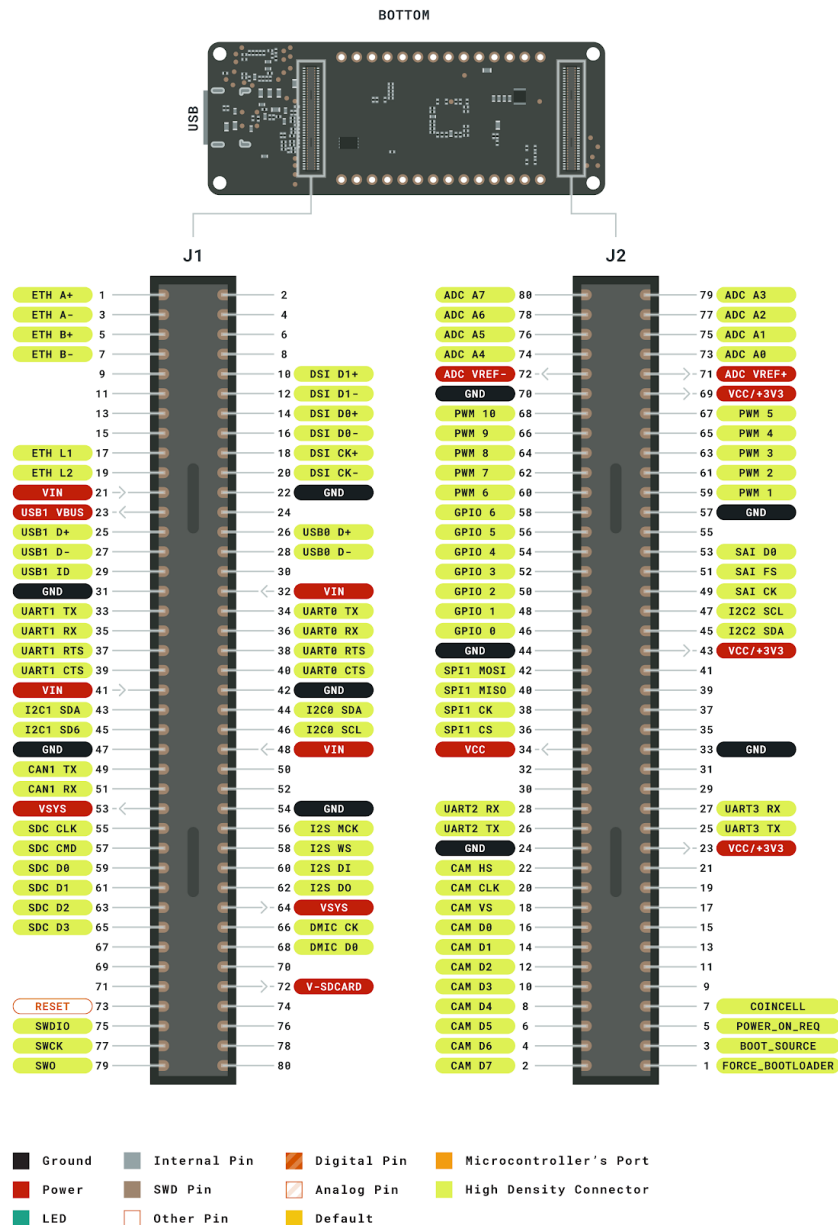 BOTTOM
USB
J1
J2
ETH A+ 1 2 ADC A7 80 79 ADC A3
ETH A- 3 4 ADC A6 78 77 ADC A2
ETH B+ 5 6 ADC A5 76 75 ADC A1
ETH B- 7 8 ADC A4 74 73 ADC A0
9 10 DSI D1+ ADC VREF- 72 71 ADC VREF+
11 12 DSI D1- GND 70 69 VCC/+3V3
13 14 DSI D0+ PWM 10 68 67 PWM 5
15 16 DSI D0- PWM 9 66 65 PWM 4
ETH L1 17 18 DSI CK+ PWM 8 64 63 PWM 3
ETH L2 19 20 DSI CK- PWM 7 62 61 PWM 2
VIN 21 22 GND PWM 6 60 59 PWM 1
USB1 VBUS 23 24 GPIO 6 58 57 GND
USB1 D+ 25 26 USB0 D+ GPIO 5 56 55
USB1 D- 27 28 USB0 D- GPIO 4 54 53 SAI D0
USB1 ID 29 30 GPIO 3 52 51 SAI FS
GND 31 32 VIN GPIO 2 50 49 SAI CK
UART1 TX 33 34 UART0 TX GPIO 1 48 47 I2C2 SCL
UART1 RX 35 36 UART0 RX GPIO 0 46 45 I2C2 SDA
UART1 RTS 37 38 UART0 RTS GND 44 43 VCC/+3V3
UART1 CTS 39 40 UART0 CTS SPI1 MOSI 42 41
VIN 41 42 GND SPI1 MISO 40 39
I2C1 SDA 43 44 I2C0 SDA SPI1 CK 38 37
I2C1 SD6 45 46 I2C0 SCL SPI1 CS 36 35
GND 47 48 VIN VCC 34 33 GND
CAN1 TX 49 50 32 31
CAN1 RX 51 52 30 29
VSYS 53 54 GND UART2 RX 28 27 UART3 RX
SDC CLK 55 56 I2S MCK UART2 TX 26 25 UART3 TX
SDC CMD 57 58 I2S WS GND 24 23 VCC/+3V3
SDC D0 59 60 I2S DI CAM HS 22 21
SDC D1 61 62 I2S DO CAM CLK 20 19
SDC D2 63 64 VSYS CAM VS 18 17
SDC D3 65 66 DMIC CK CAM D0 16 15
67 68 DMIC D0 CAM D1 14 13
69 70 CAM D2 12 11
71 72 V-SDCARD CAM D3 10 9
RESET 73 74 CAM D4 8 7 COINCELL
SWDIO 75 76 CAM D5 6 5 POWER_ON_REQ
SWCK 77 78 CAM D6 4 3 BOOT_SOURCE
SWO 79 80 CAM D7 2 1 FORCE_BOOTLOADER
Ground Internal Pin Digital Pin Microcontroller's Port
Power SWD Pin Analog Pin High Density Connector
LED Other Pin Default